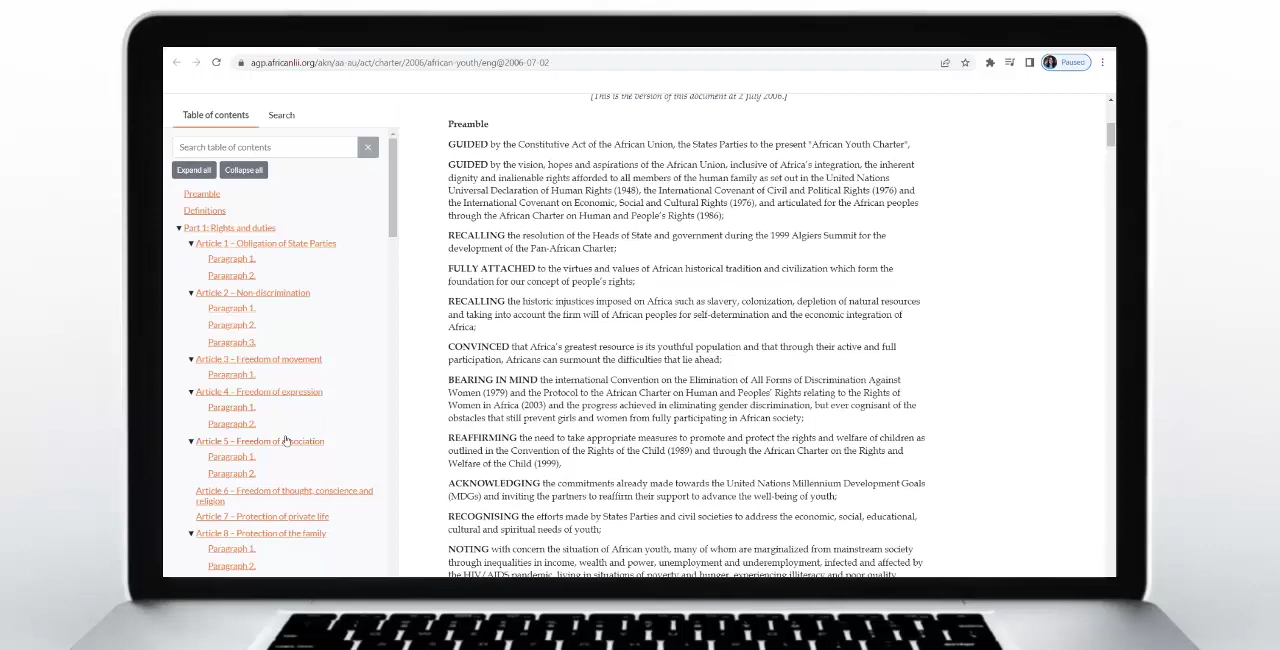 agp.africanlii.org/akn/aa-au/act/charter/2006/african-youth/eng@2006-07-02
Paused
Table of contents
Search
Search table of contents
Expand all
Collapse all
Preamble
Definitions
Part 1: Rights and duties
Article 1 – Obligation of State Parties
Paragraph 1.
Paragraph 2.
Article 2 – Non-discrimination
Paragraph 1.
Paragraph 2.
Paragraph 3.
Article 3 – Freedom of movement
Paragraph 1.
Article 4 – Freedom of expression
Paragraph 1.
Paragraph 2.
Article 5 – Freedom of association
Paragraph 1.
Paragraph 2.
Article 6 – Freedom of thought, conscience and
religion
Article 7 – Protection of private life
Article 8 – Protection of the family
Paragraph 1.
Paragraph 2.
[This is the version of this document at 2 July 2006.]
Preamble
GUIDED by the Constitutive Act of the African Union, the States Parties to the present "African Youth Charter",
GUIDED by the vision, hopes and aspirations of the African Union, inclusive of Africa's integration, the inherent
dignity and inalienable rights afforded to all members of the human family as set out in the United Nations
Universal Declaration of Human Rights (1948), the International Covenant of Civil and Political Rights (1976) and
the International Covenant on Economic, Social and Cultural Rights (1976), and articulated for the African peoples
through the African Charter on Human and People's Rights (1986);
RECALLING the resolution of the Heads of State and government during the 1999 Algiers Summit for the
development of the Pan-African Charter;
FULLY ATTACHED to the virtues and values of African historical tradition and civilization which form the
foundation for our concept of people's rights;
RECALLING the historic injustices imposed on Africa such as slavery, colonization, depletion of natural resources
and taking into account the firm will of African peoples for self-determination and the economic integration of
Africa;
CONVINCED that Africa's greatest resource is its youthful population and that through their active and full
participation, Africans can surmount the difficulties that lie ahead;
BEARING IN MIND the international Convention on the Elimination of All Forms of Discrimination Against
Women (1979) and the Protocol to the African Charter on Human and Peoples' Rights relating to the Rights of
Women in Africa (2003) and the progress achieved in eliminating gender discrimination, but ever cognisant of the
obstacles that still prevent girls and women from fully participating in African society;
REAFFIRMING the need to take appropriate measures to promote and protect the rights and welfare of children as
outlined in the Convention of the Rights of the Child (1989) and through the African Charter on the Rights and
Welfare of the Child (1999),
ACKNOWLEDGING the commitments already made towards the United Nations Millennium Development Goals
(MDGs) and inviting the partners to reaffirm their support to advance the well-being of youth;
RECOGNISING the efforts made by States Parties and civil societies to address the economic, social, educational,
cultural and spiritual needs of youth;
NOTING with concern the situation of African youth, many of whom are marginalized from mainstream society
through inequalities in income, wealth and power, unemployment and underemployment, infected and affected by
the HIV/AIDS pandemic, living in situations of poverty and hunger, experiencing illiteracy and poor quality